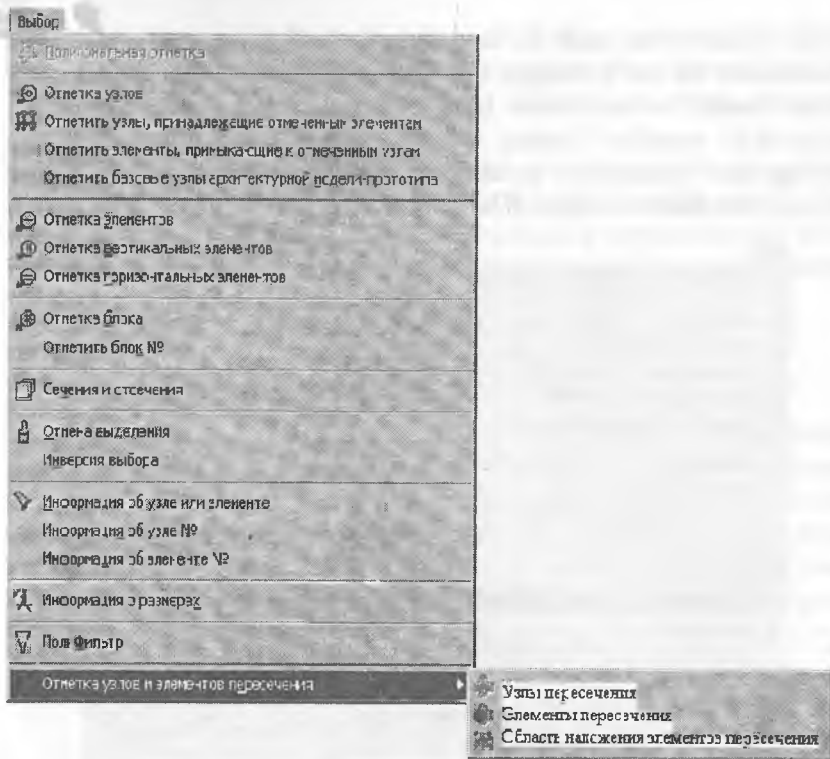 Выбор
Полигональная отметка
Отметка узлов
Отметить узлы, принадлежащие отмеченным элементам
Отметить элементы, примыкающие к отмеченным узлам
Отметить базовые узлы архитектурной модели-прототипа
Отметка элементов
Отметка вертикальных элементов
Отметка горизонтальных элементов
Отметка блока
Отметить блок №
Сечения и отсечения
Отмена выделения
Инверсия выбора
Информация об узле или элементе
Информация об узле №
Информация об элементе №
Информация о размерах
ПолиФильтр
Отметка узлов и элементов пересечения
Узлы пересечения
Элементы пересечения
Область наложения элементов пересечения